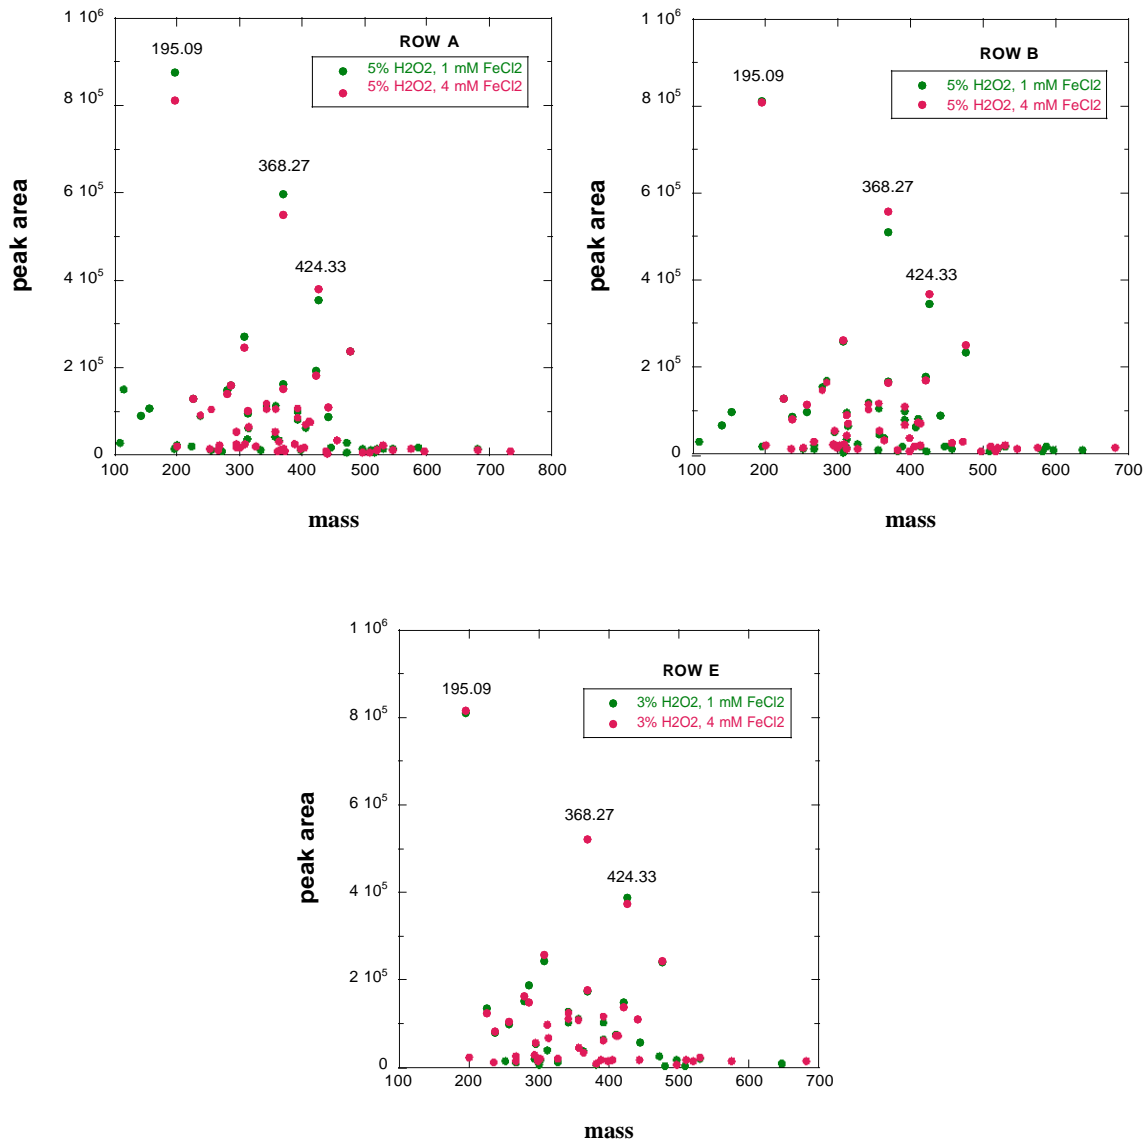 ROW A
5% H2O2, 1 mM FeCl2
5% H2O2, 4 mM FeCl2
195.09
368.27
424.33
1 10⁶
8 10⁵
6 10⁵
4 10⁵
2 10⁵
0
peak area
100 200 300 400 500 600 700 800
mass
ROW B
5% H2O2, 1 mM FeCl2
5% H2O2, 4 mM FeCl2
195.09
368.27
424.33
1 10⁶
8 10⁵
6 10⁵
4 10⁵
2 10⁵
0
peak area
100 200 300 400 500 600 700
mass
ROW E
3% H2O2, 1 mM FeCl2
3% H2O2, 4 mM FeCl2
195.09
368.27
424.33
1 10⁶
8 10⁵
6 10⁵
4 10⁵
2 10⁵
0
peak area
100 200 300 400 500 600 700
mass